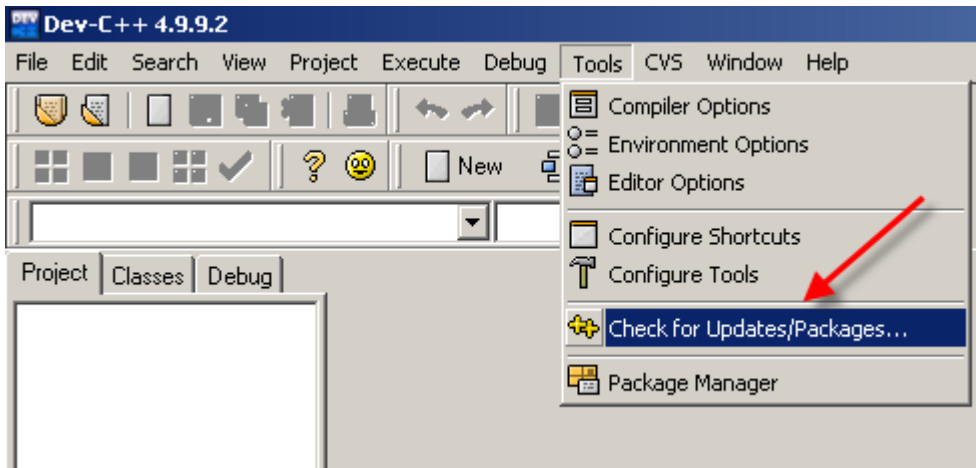 Dev-C++ 4.9.9.2
File Edit Search View Project Execute Debug Tools CVS Window Help
Compiler Options
Environment Options
New
Editor Options
Configure Shortcuts
Project Classes Debug
Configure Tools
Check for Updates/Packages...
Package Manager